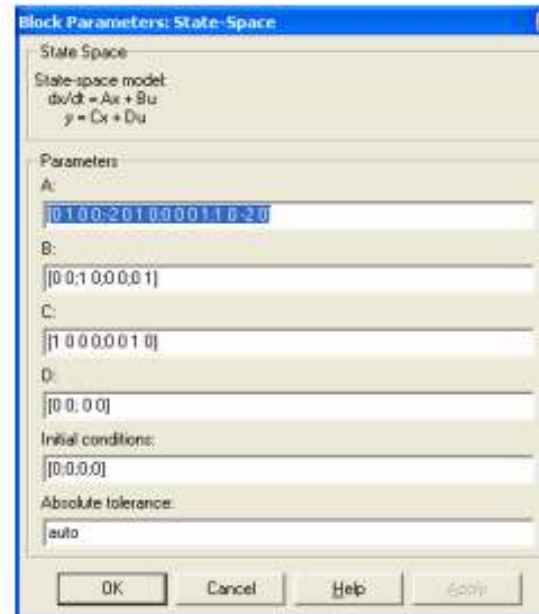 Block Parameters: State-Space
State Space
State-space model:
dx/dt = Ax + Bu
y = Cx + Du
Parameters
A:
[0 1 0 0;-2 0 1 0;0 0 0 1;1 0 -2 0]
B:
[0 0;1 0;0 0;0 1]
C:
[1 0 0 0;0 0 1 0]
D:
[0 0; 0 0]
Initial conditions:
[0;0;0;0]
Absolute tolerance:
auto
OK Cancel Help Apply